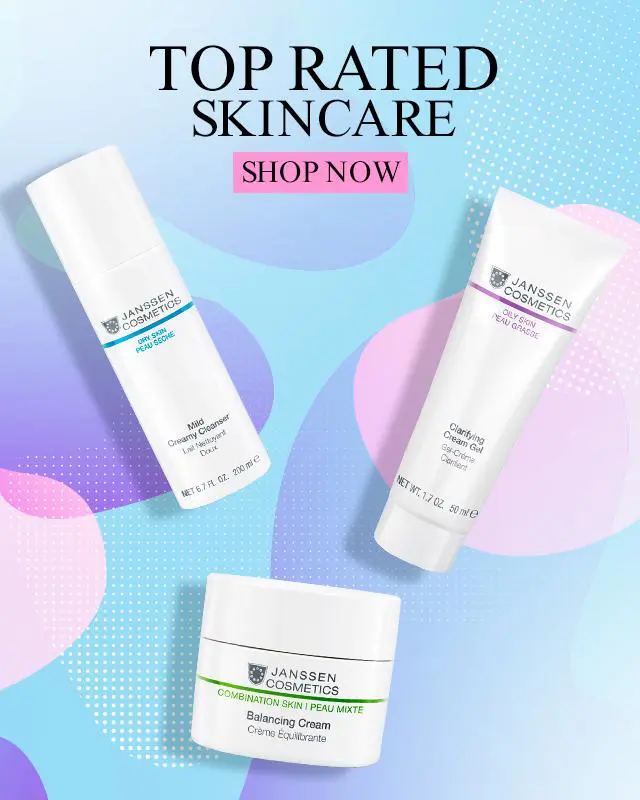 TOP RATED
SKINCARE
SHOP NOW
JANSSEN
COSMETICS
DRY SKIN
PEAU SÈCHE
Mild
Creamy Cleanser
Lait Nettoyant
Doux
NET 6.7 FL. OZ. 200 ml ℮
JANSSEN
COSMETICS
OILY SKIN
PEAU GRASSE
Clarifying
Cream Gel
Gel-Crème
Clarifiant
NET WT. 1.7 OZ. 50 ml ℮
JANSSEN
COSMETICS
COMBINATION SKIN | PEAU MIXTE
Balancing Cream
Crème Équilibrante